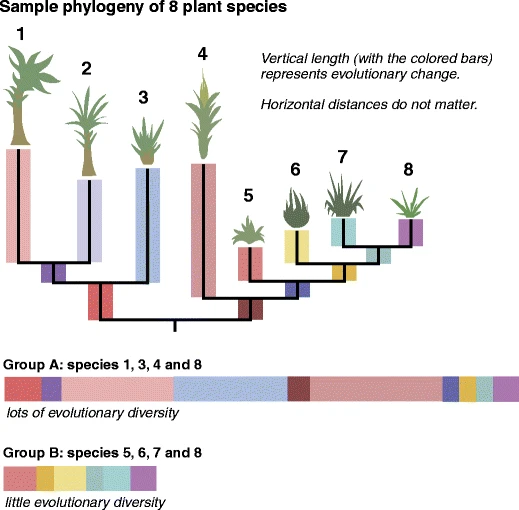 Sample phylogeny of 8 plant species
1
2
3
4
5
6
7
8
Vertical length (with the colored bars)
represents evolutionary change.
Horizontal distances do not matter.
Group A: species 1, 3, 4 and 8
lots of evolutionary diversity
Group B: species 5, 6, 7 and 8
little evolutionary diversity